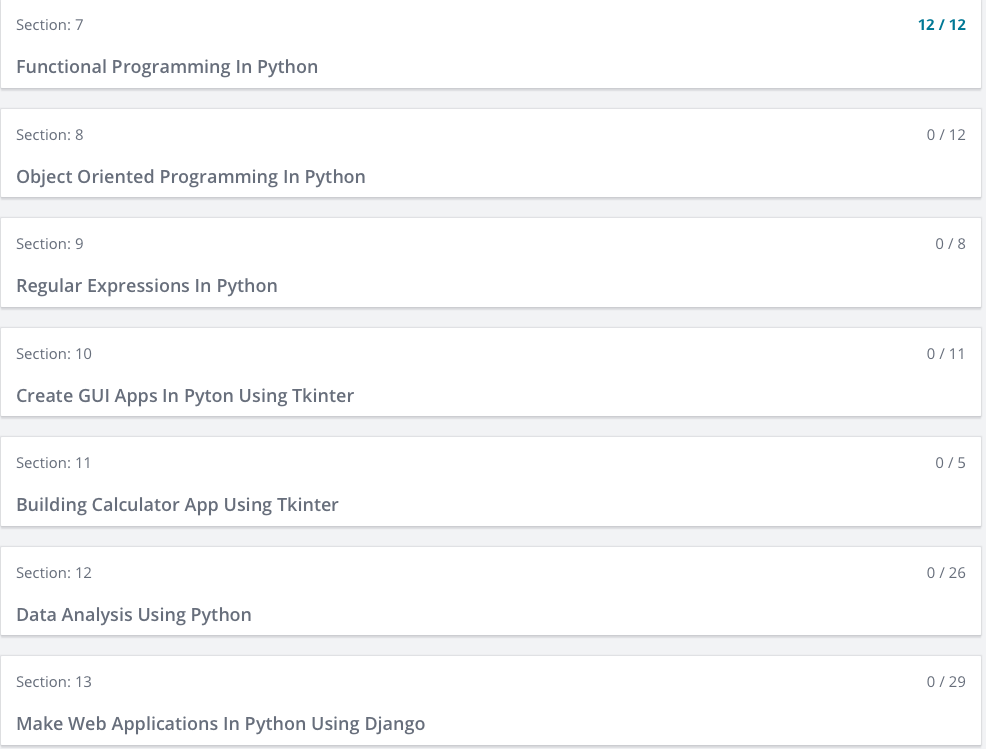 Section: 7 12 / 12
Functional Programming In Python
Section: 8 0 / 12
Object Oriented Programming In Python
Section: 9 0 / 8
Regular Expressions In Python
Section: 10 0 / 11
Create GUI Apps In Pyton Using Tkinter
Section: 11 0 / 5
Building Calculator App Using Tkinter
Section: 12 0 / 26
Data Analysis Using Python
Section: 13 0 / 29
Make Web Applications In Python Using Django